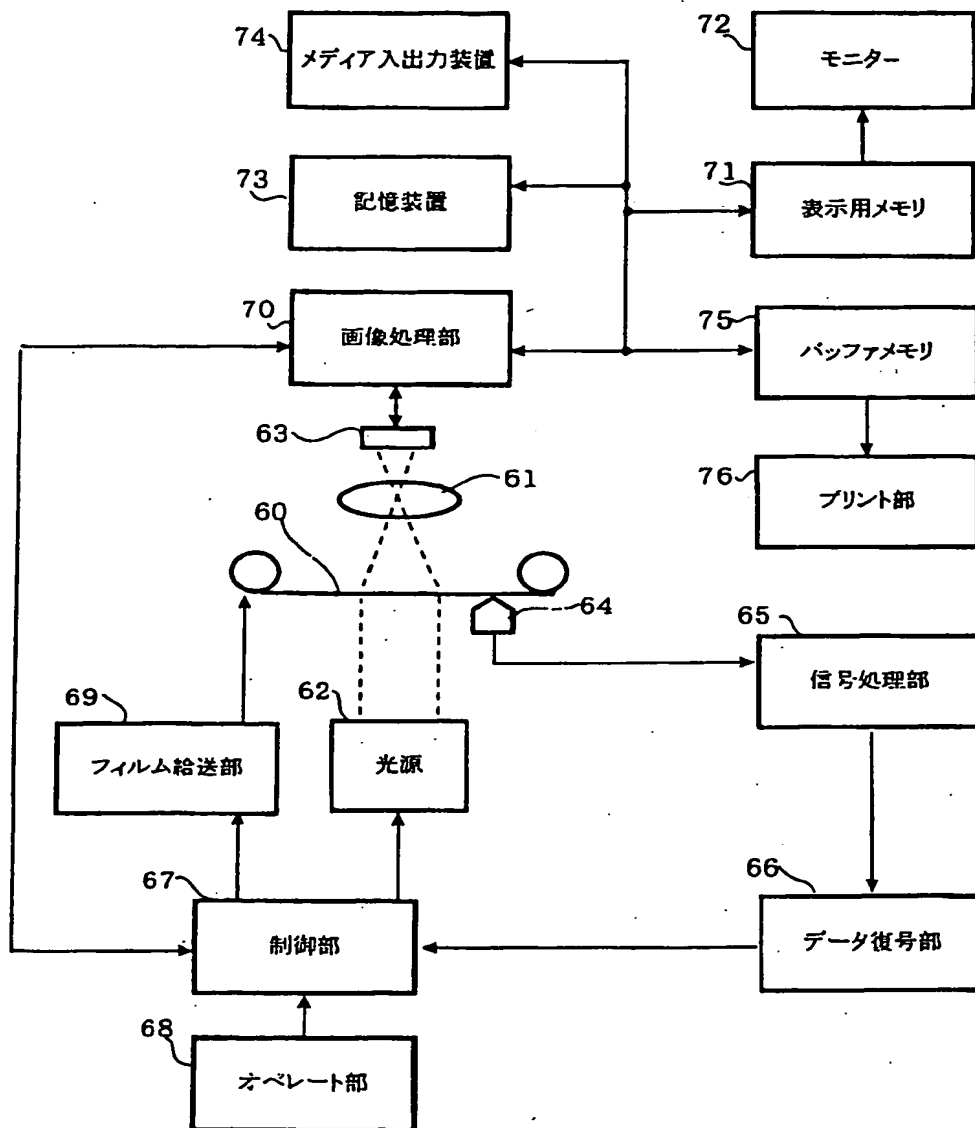 74
メディア入出力装置
72
モニター
73
記憶装置
71
表示用メモリ
70
画像処理部
75
バッファメモリ
63
61
76
プリント部
60
64
65
信号処理部
69
フィルム給送部
62
光源
67
制御部
66
データ復号部
68
オペレート部